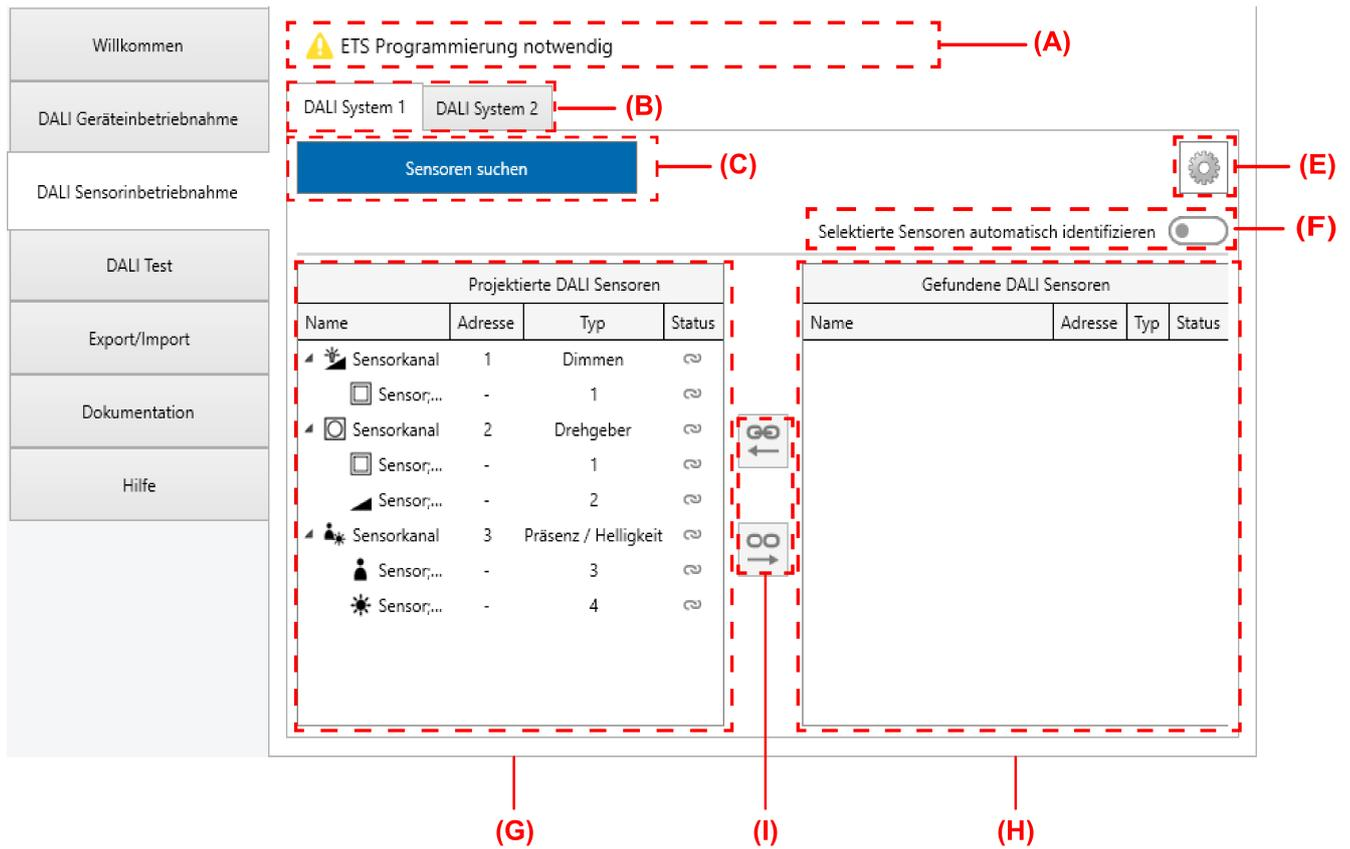 Willkommen
DALI Geräteinbetriebnahme
DALI Sensorinbetriebnahme
DALI Test
Export/Import
Dokumentation
Hilfe
ETS Programmierung notwendig
(A)
DALI System 1 DALI System 2
(B)
Sensoren suchen
(C)
(E)
Selektierte Sensoren automatisch identifizieren
(F)
Projektierte DALI Sensoren
Name Adresse Typ Status
Sensorkanal 1 Dimmen
Sensor;... - 1
Sensorkanal 2 Drehgeber
Sensor;... - 1
Sensor;... - 2
Sensorkanal 3 Präsenz / Helligkeit
Sensor;... - 3
Sensor;... - 4
Gefundene DALI Sensoren
Name Adresse Typ Status
(G)
(I)
(H)